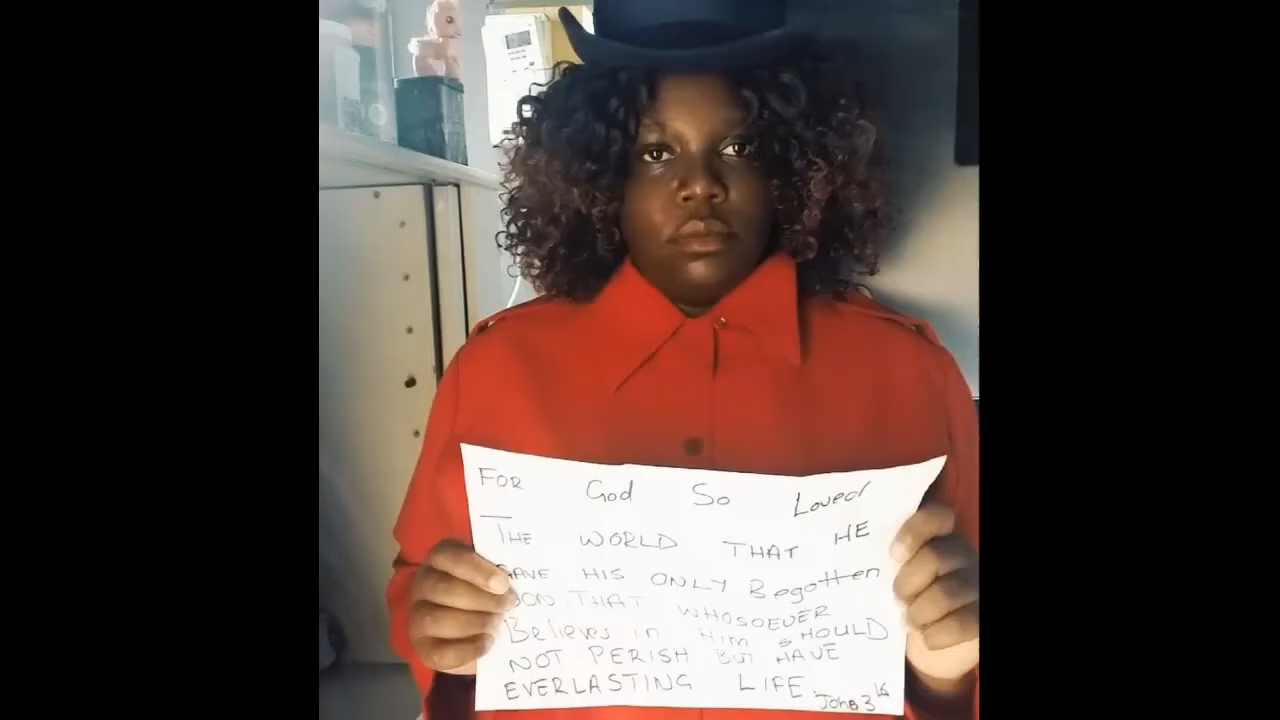 FOR God So Loved
THE WORLD THAT HE
GAVE HIS ONLY Begotten
SON THAT WHOSOEVER
Believes in Him SHOULD
NOT PERISH BUT HAVE
EVERLASTING LIFE.
John 3 16